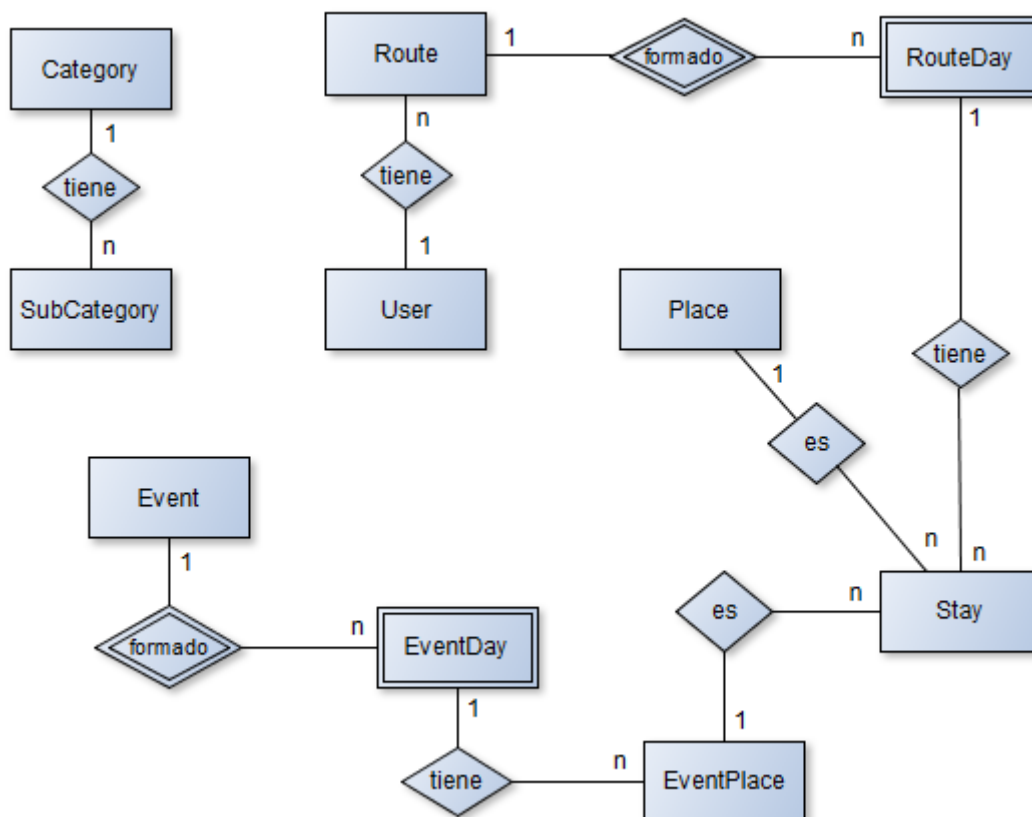 Category
1
tiene
n
SubCategory
Route
1
formado
n
RouteDay
n
tiene
1
User
1
tiene
n
Place
1
es
n
Stay
Event
1
formado
n
EventDay
1
tiene
n
EventPlace
1
es
n